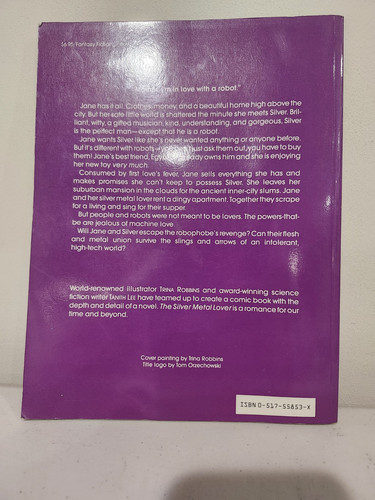 $6.95/Fantasy Fiction
I'm in love with a robot."
Jane has it all. Clothes, money, and a beautiful home high above the
city. But her safe little world is shattered the minute she meets Silver. Bril-
liant, witty, a gifted musician, kind, understanding, and gorgeous, Silver
is the perfect man—except that he is a robot.
Jane wants Silver like she's never wanted anything or anyone before.
But it's different with robots—you just ask them out, you have to buy
them! Jane's best friend, Egyptia, already owns him and she is enjoying
her new toy very much.
Consumed by first love's fever, Jane sells everything she has and
makes promises she can't keep to possess Silver. She leaves her
suburban mansion in the clouds for the ancient inner-city slums. Jane
and her silver metal lover rent a dingy apartment. Together they scrape
for a living and sing for their supper.
But people and robots were not meant to be lovers. The powers-that-
be are jealous of machine love.
Will Jane and Silver escape the robophobe's revenge? Can their flesh
and metal union survive the slings and arrows of an intolerant,
high-tech world?
World-renowned illustrator TRINA ROBBINS and award-winning science
fiction writer TANITH LEE have teamed up to create a comic book with the
depth and detail of a novel. The Silver Metal Lover is a romance for our
time and beyond.
Cover painting by Trina Robbins
Title logo by Tom Orzechowski
ISBN 0-517-55853-X